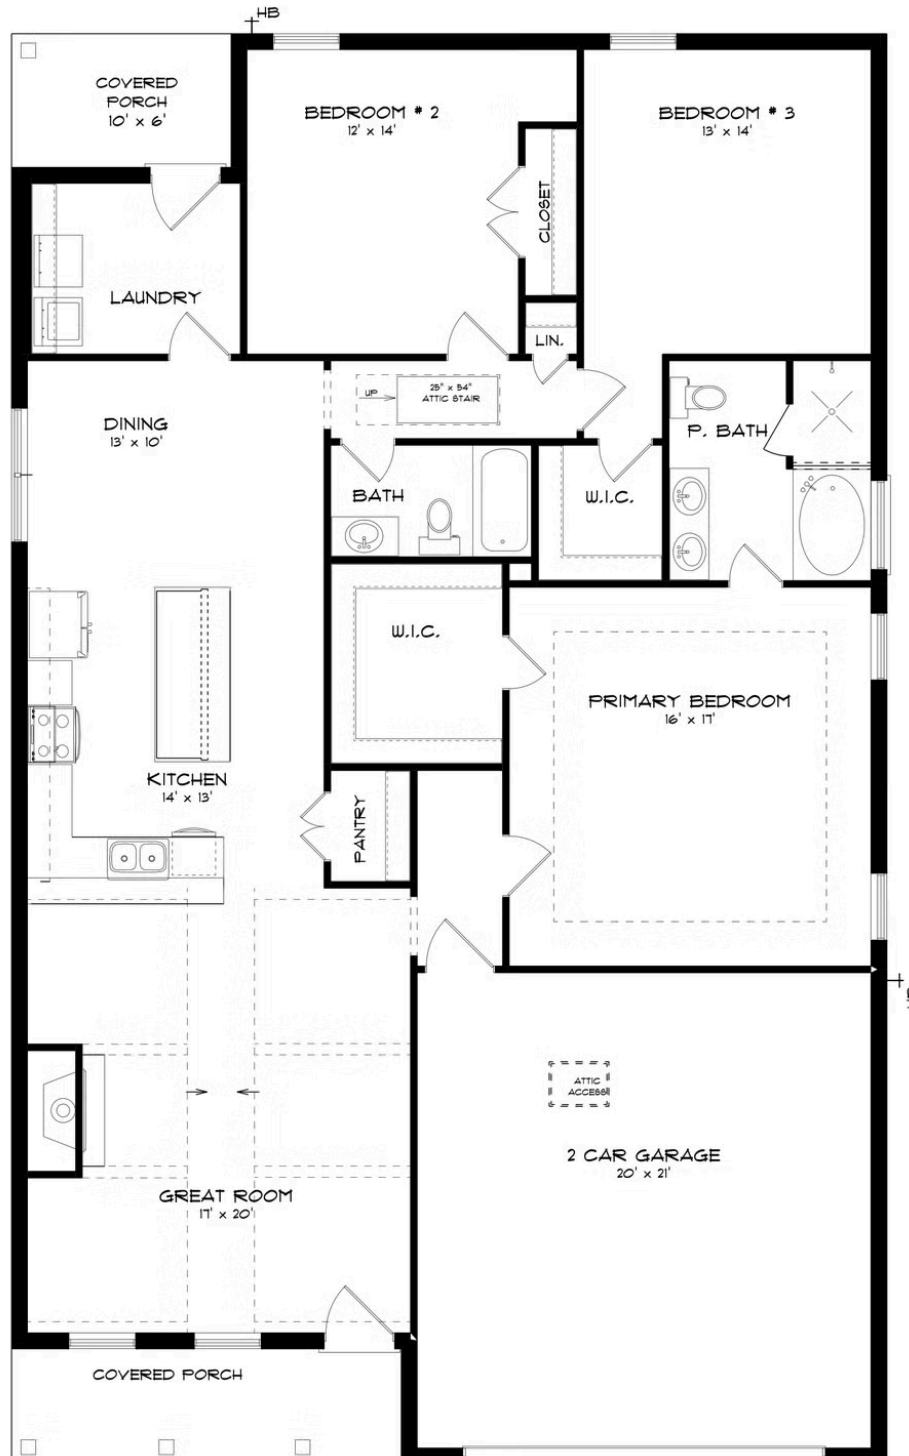 HB
COVERED
PORCH
10' x 6'
BEDROOM # 2
12' x 14'
BEDROOM # 3
13' x 14'
CLOSET
LAUNDRY
LIN.
UP
25" x 54"
ATTIC STAIR
DINING
13' x 10'
P. BATH
BATH
W.I.C.
W.I.C.
PRIMARY BEDROOM
16' x 17'
KITCHEN
14' x 13'
PANTRY
ATTIC
ACCESS
2 CAR GARAGE
20' x 21'
GREAT ROOM
17' x 20'
COVERED PORCH